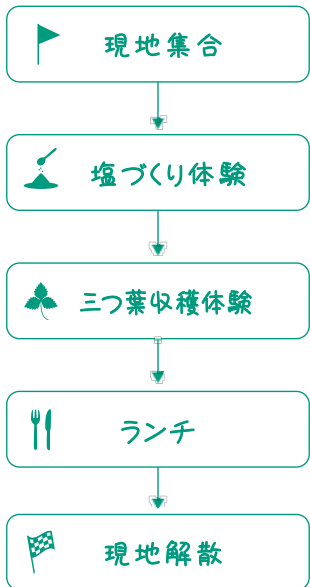 現地集合
塩づくり体験
三つ葉収穫体験
ランチ
現地解散